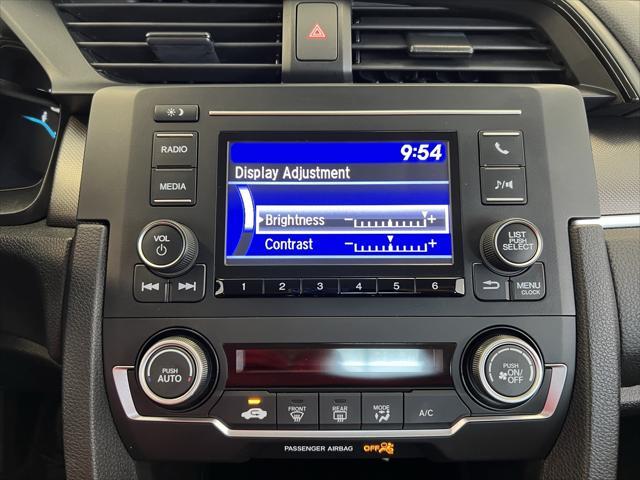 RADIO
MEDIA
VOL
9:54
Display Adjustment
Brightness - +
Contrast - +
LIST
PUSH
SELECT
MENU
CLOCK
1 2 3 4 5 6
PUSH
AUTO
FRONT
REAR
MODE
A/C
PUSH
ON/
OFF
PASSENGER AIRBAG OFF